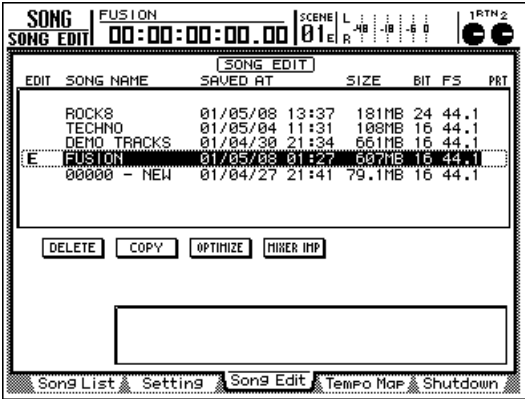 SONG FUSION SCENE L 1RTN2
SONG EDIT 00:00:00:00.00 01E R -48 -18 -6 0
SONG EDIT
EDIT SONG NAME SAVED AT SIZE BIT FS PRT
ROCK8 01/05/08 13:37 181MB 24 44.1
TECHNO 01/05/04 11:31 108MB 16 44.1
DEMO TRACKS 01/04/30 21:34 661MB 16 44.1
E FUSION 01/05/08 01:27 607MB 16 44.1
00000 - NEW 01/04/27 21:41 79.1MB 16 44.1
DELETE COPY OPTIMIZE MIXER IMP
Song List Setting Song Edit Tempo Map Shutdown